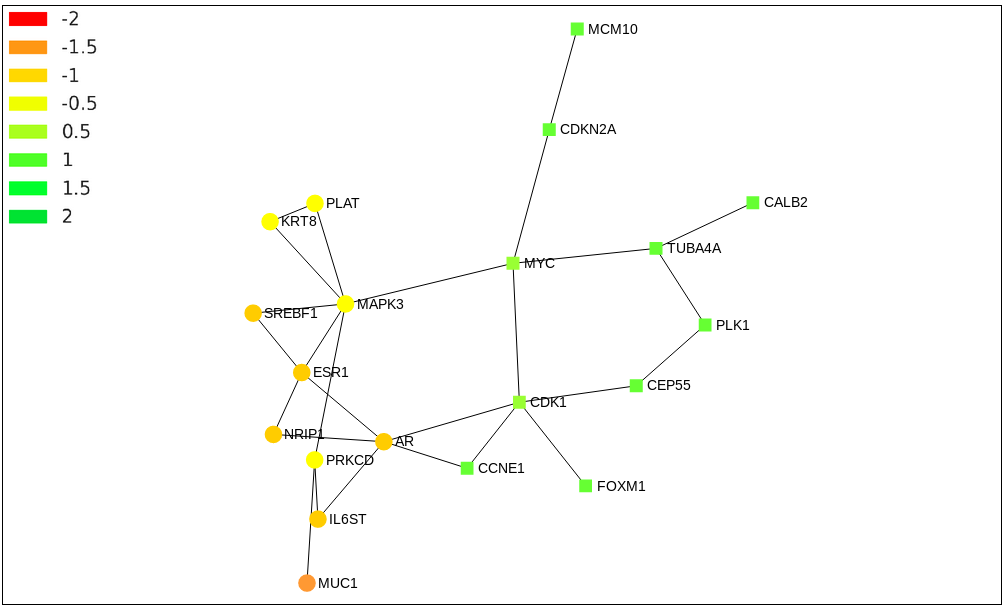 -2
-1.5
-1
-0.5
0.5
1
1.5
2
MCM10
CDKN2A
PLAT
CALB2
KRT8
TUBA4A
MYC
MAPK3
SREBF1
PLK1
ESR1
CEP55
CDK1
NRIP1
AR
PRKCD
CCNE1
FOXM1
IL6ST
MUC1